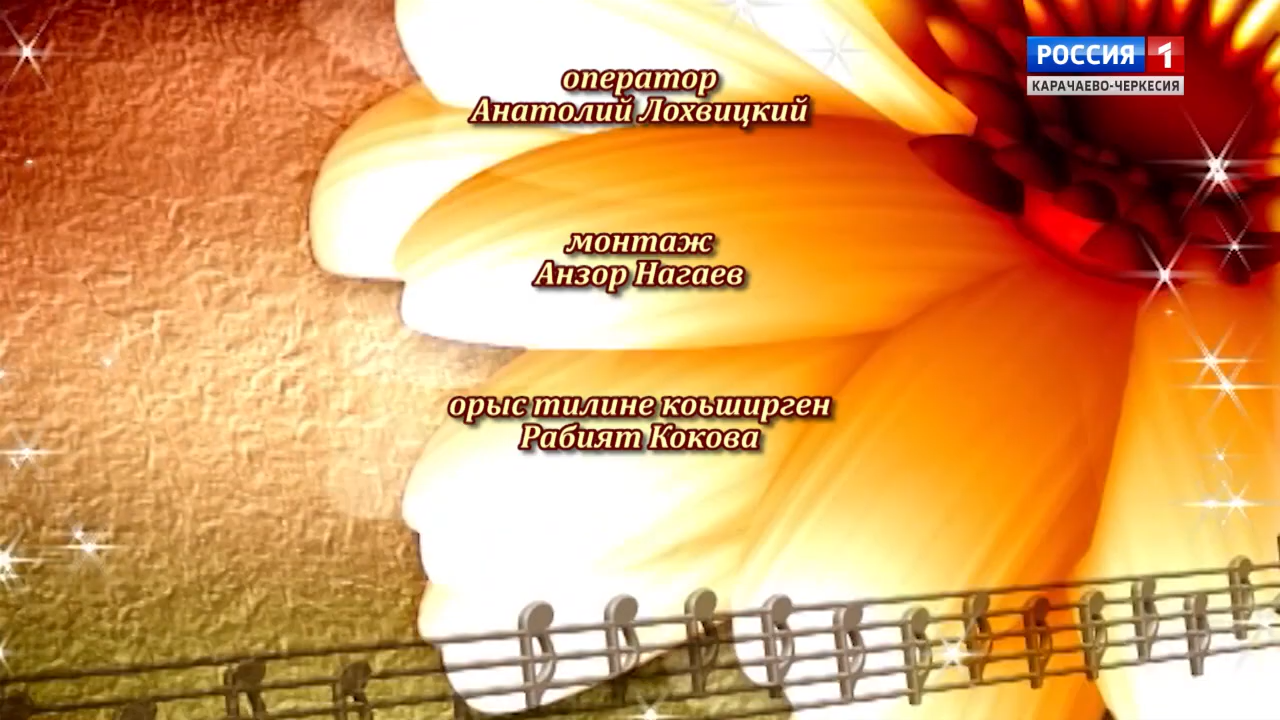 РОССИЯ 1
КАРАЧАЕВО-ЧЕРКЕСИЯ
оператор
Анатолий Лохвицкий
монтаж
Анзор Нагаев
орыс тилине коьширген
Рабият Кокова